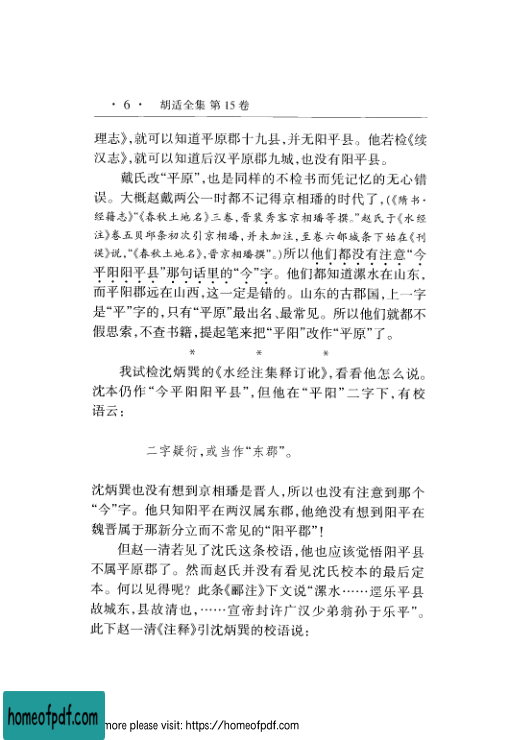 · 6 · 胡适全集 第 15 卷
理志》,就可以知道平原郡十九县,并无阳平县。他若检《续
汉志》,就可以知道后汉平原郡九城,也没有阳平县。
戴氏改“平原”,也是同样的不检书而凭记忆的无心错
误。大概赵戴两公一时都不记得京相璠的时代了,(《隋书·
经籍志》“《春秋土地名》三卷,晋裴秀客京相璠等撰。”赵氏于《水经
注》卷五贝邱条初次引京相璠,并未加注,至卷六郇城条下始在《刊
误》说,“《春秋土地名》,晋京相璠撰”。)所以他们都没有注意“今
平阳阳平县”那句话里的“今”字。他们都知道漯水在山东,
而平阳郡远在山西,这一定是错的。山东的古郡国,上一字
是“平”字的,只有“平原”最出名、最常见。所以他们就都不
假思索,不查书籍,提起笔来把“平阳”改作“平原”了。
* * *
我试检沈炳巽的《水经注集释订讹》,看看他怎么说。
沈本仍作“今平阳阳平县”,但他在“平阳”二字下,有校
语云:
二字疑衍,或当作“东郡”。
沈炳巽也没有想到京相璠是晋人,所以也没有注意到那个
“今”字。他只知阳平在两汉属东郡,他绝没有想到阳平在
魏晋属于那新分立而不常见的“阳平郡”!
但赵一清若见了沈氏这条校语,他也应该觉悟阳平县
不属平原郡了。然而赵氏并没有看见沈氏校本的最后定
本。何以见得呢?此条《郦注》下文说“漯水……迳乐平县
故城东,县故清也,……宣帝封许广汉少弟翁孙于乐平”。
此下赵一清《注释》引沈炳巽的校语说:
homeofpdf.com
more please visit: https://homeofpdf.com